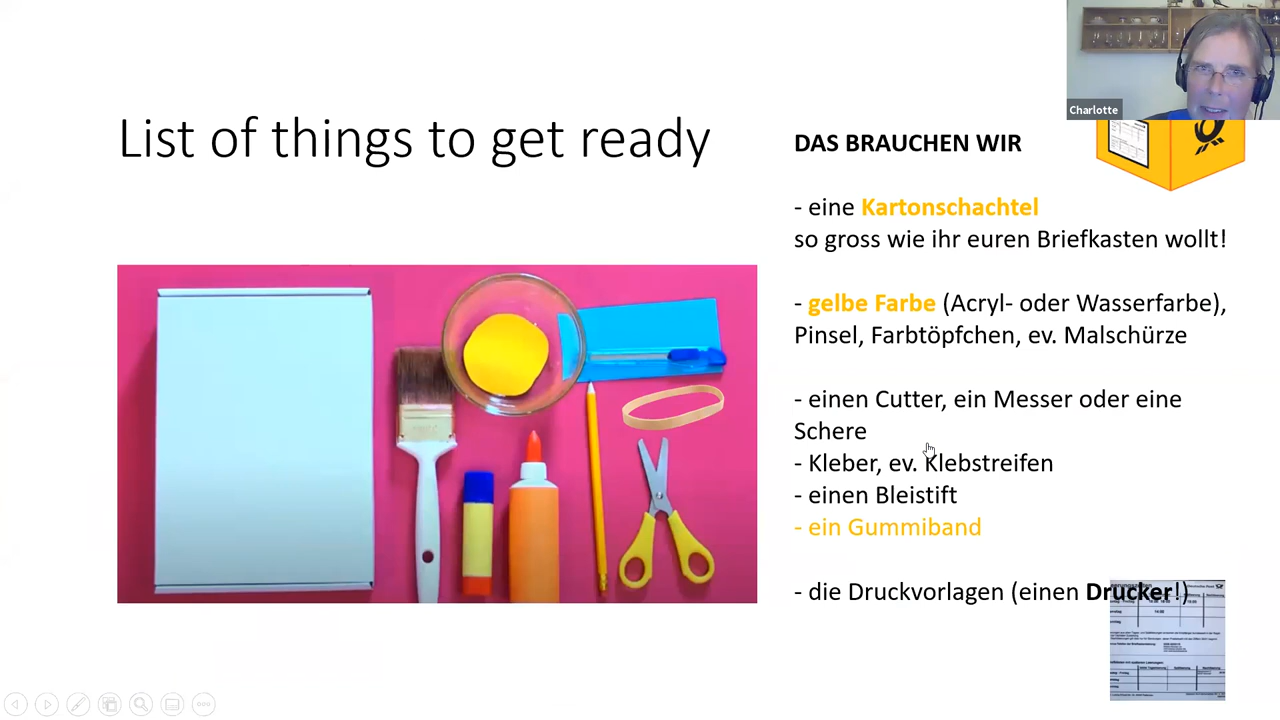 Charlotte
List of things to get ready
DAS BRAUCHEN WIR
- eine Kartonschachtel
so gross wie ihr euren Briefkasten wollt!
- gelbe Farbe (Acryl- oder Wasserfarbe),
Pinsel, Farbtöpfchen, ev. Malschürze
- einen Cutter, ein Messer oder eine
Schere
- Kleber, ev. Klebstreifen
- einen Bleistift
- ein Gummiband
- die Druckvorlagen (einen Drucker!)